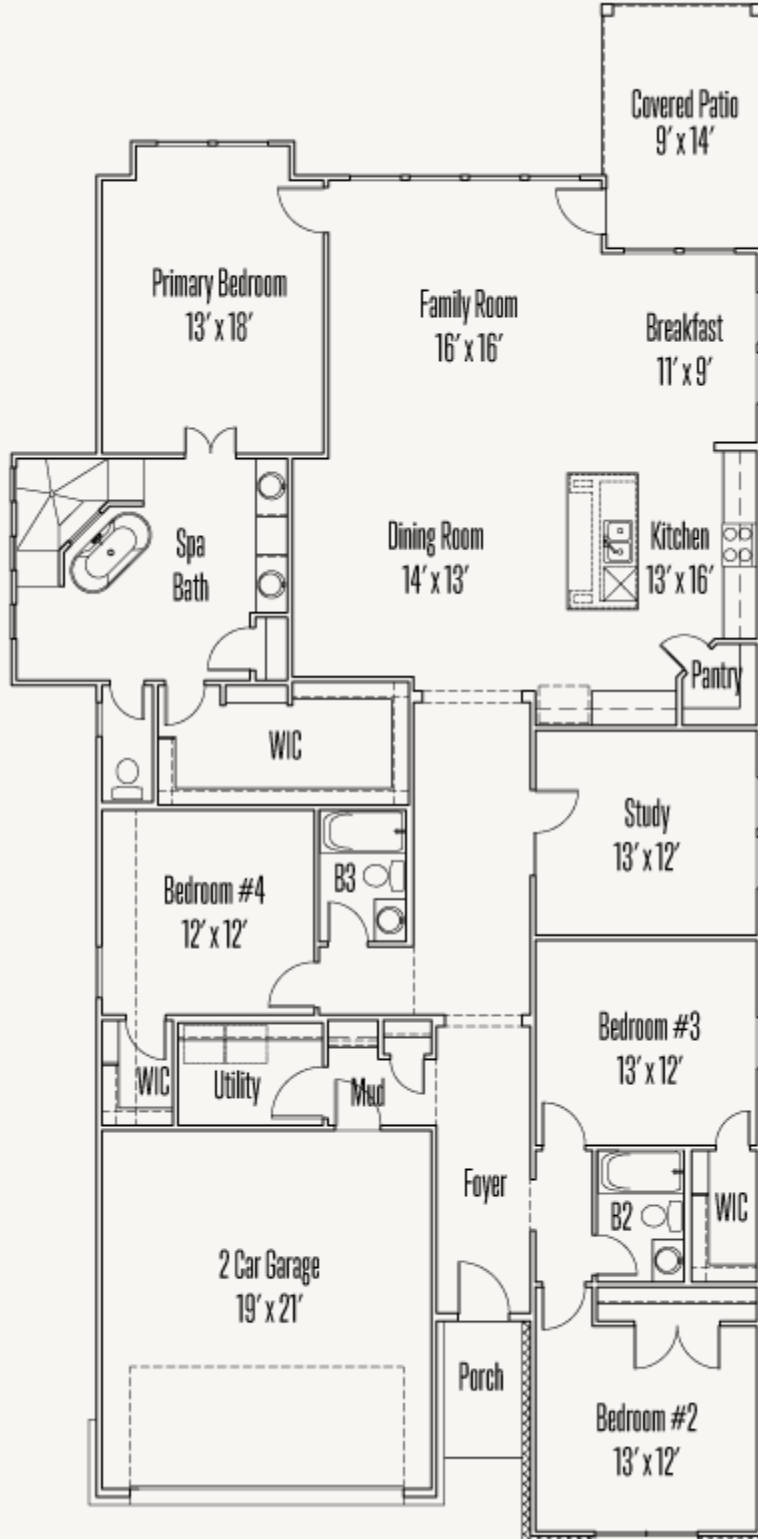 Covered Patio
9' x 14'
Primary Bedroom
13' x 18'
Family Room
16' x 16'
Breakfast
11' x 9'
Spa
Bath
Dining Room
14' x 13'
Kitchen
13' x 16'
Pantry
WIC
Study
13' x 12'
Bedroom #4
12' x 12'
B3
Bedroom #3
13' x 12'
WIC
Utility
Mud
Foyer
B2
WIC
2 Car Garage
19' x 21'
Porch
Bedroom #2
13' x 12'